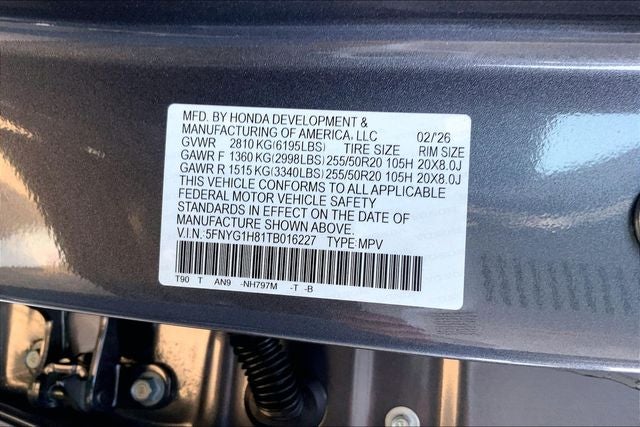 MFD. BY HONDA DEVELOPMENT &
MANUFACTURING OF AMERICA, LLC 02/'26
GVWR 2810 KG(6195LBS) TIRE SIZE RIM SIZE
GAWR F 1360 KG(2998LBS) 255/50R20 105H 20X8.0J
GAWR R 1515 KG(3340LBS) 255/50R20 105H 20X8.0J
THIS VEHICLE CONFORMS TO ALL APPLICABLE
FEDERAL MOTOR VEHICLE SAFETY
STANDARDS IN EFFECT ON THE DATE OF
MANUFACTURE SHOWN ABOVE.
V.I.N.:5FNYG1H81TB016227 TYPE:MPV
T90 T AN9 -NH797M -T -B